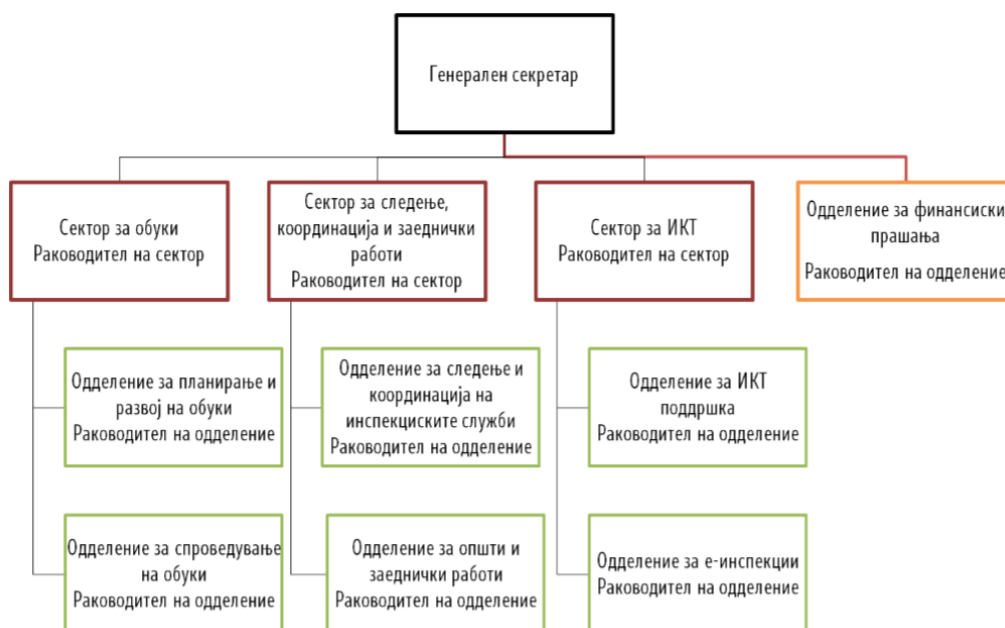 Генерален секретар
Сектор за обуки
Раководител на сектор
Сектор за следење,
координација и заеднички
работи
Раководител на сектор
Сектор за ИКТ
Раководител на сектор
Одделение за финансиски
прашања
Раководител на одделение
Одделение за планирање и
развој на обуки
Раководител на одделение
Одделение за следење и
координација на
инспекциските служби
Раководител на одделение
Одделение за ИКТ
поддршка
Раководител на одделение
Одделение за спроведување
на обуки
Раководител на одделение
Одделение за општи и
заеднички работи
Раководител на одделение
Одделение за е-инспекции
Раководител на одделение